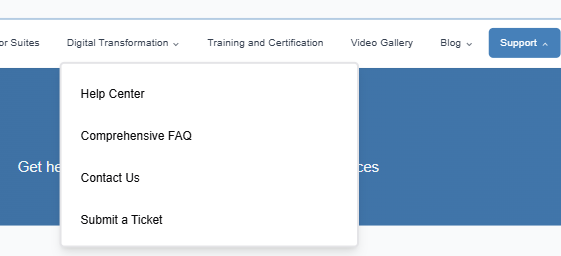 or Suites Digital Transformation Training and Certification Video Gallery Blog Support
Help Center
Comprehensive FAQ
Contact Us
Get he ces
Submit a Ticket